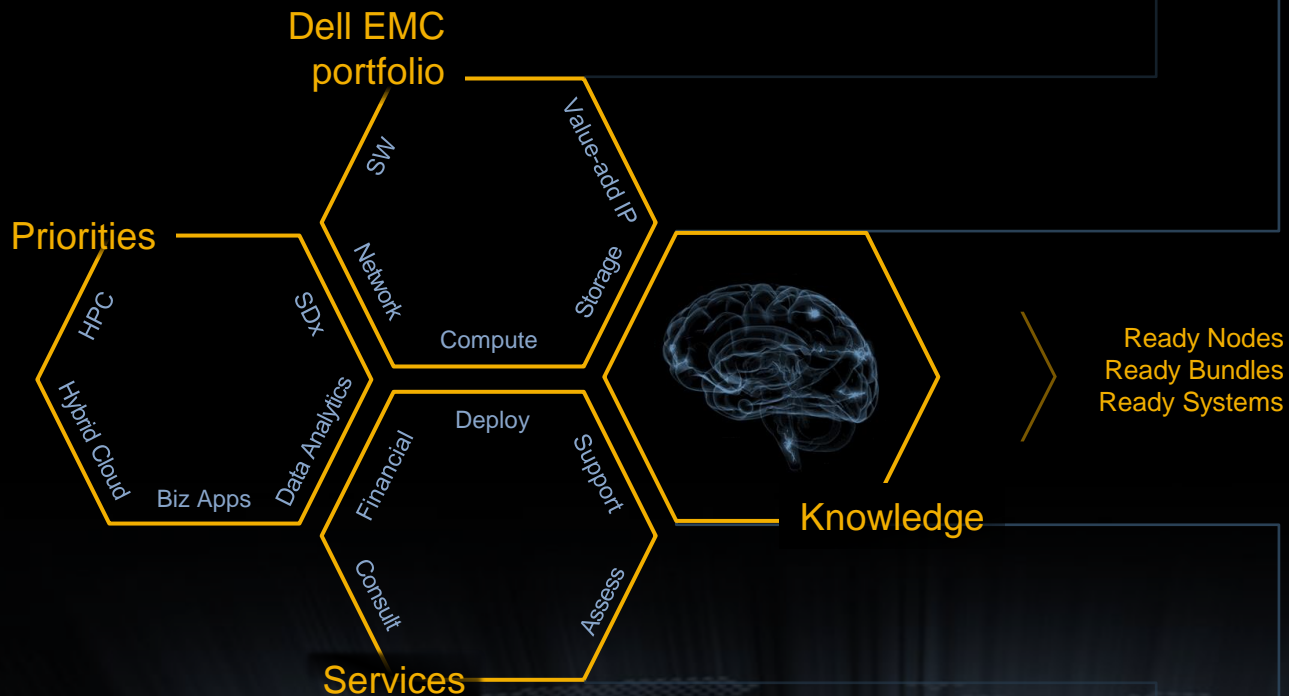 Dell EMC
portfolio
SW
Value-add IP
Network
Storage
Compute
Priorities
HPC
SDx
Hybrid Cloud
Data Analytics
Biz Apps
Deploy
Financial
Support
Consult
Assess
Services
Knowledge
Ready Nodes
Ready Bundles
Ready Systems